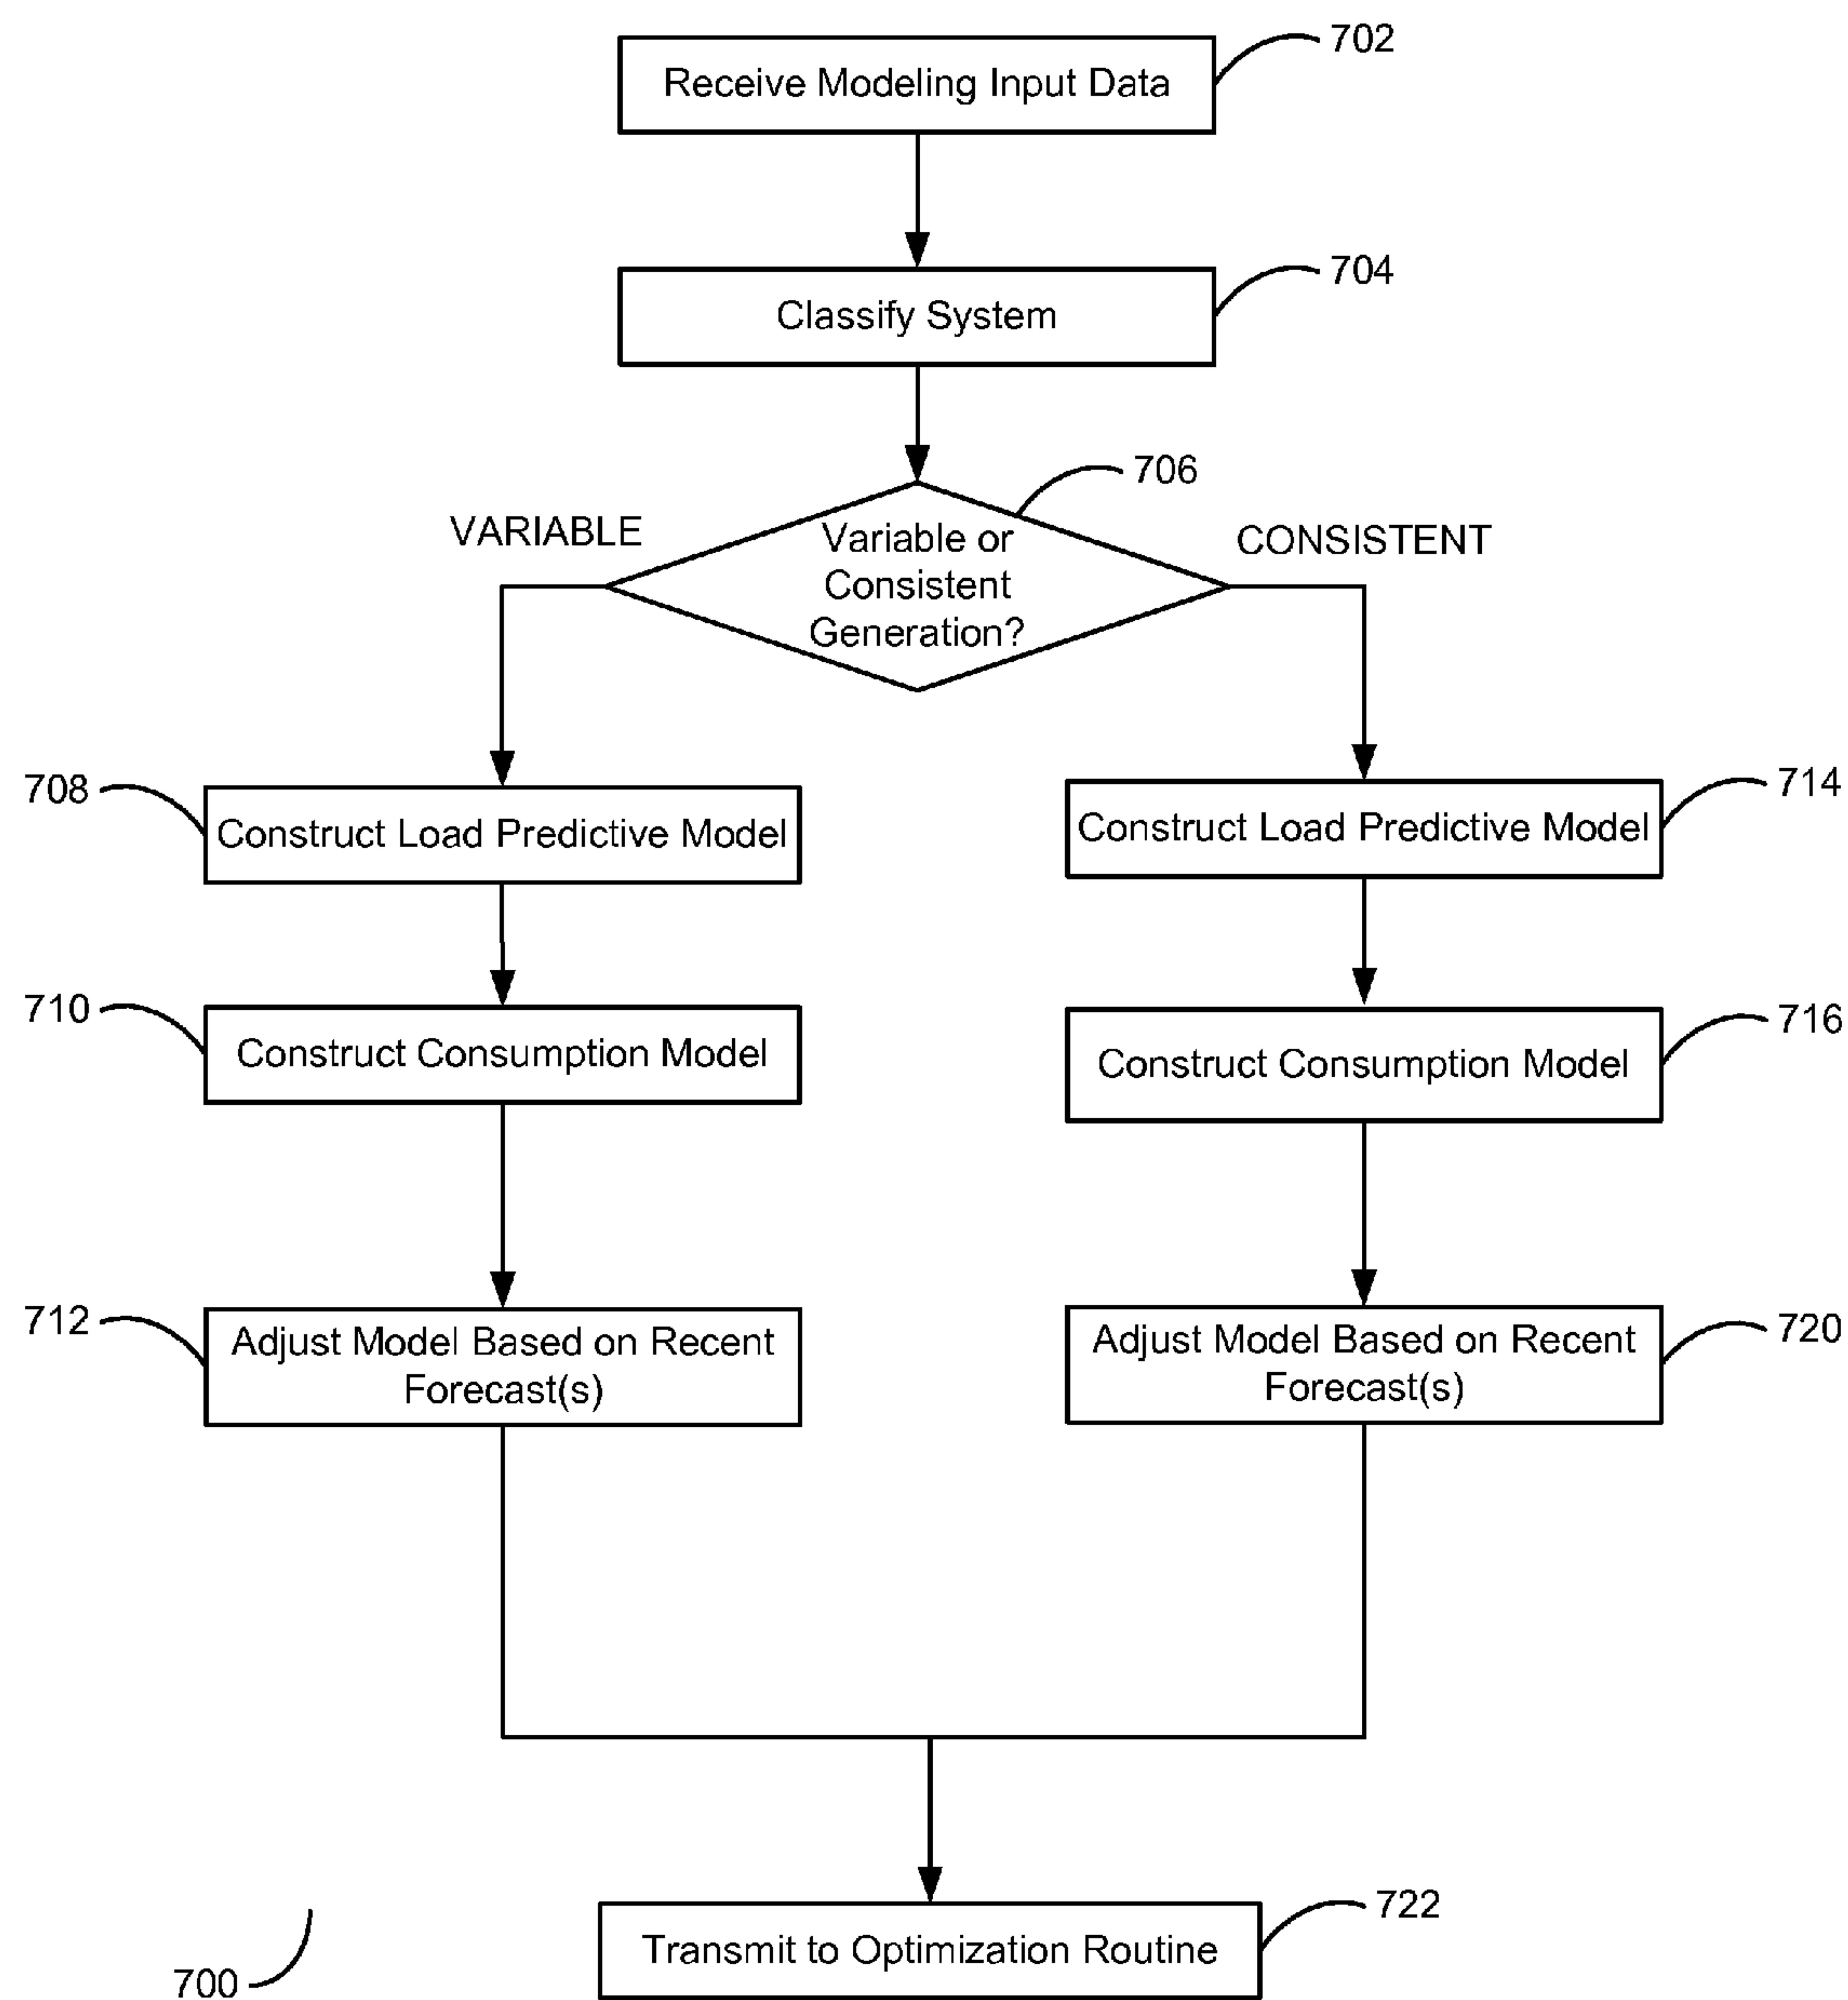 702
Receive Modeling Input Data
704
Classify System
706
VARIABLE
Variable or
Consistent
Generation?
CONSISTENT
708
Construct Load Predictive Model
714
Construct Load Predictive Model
710
Construct Consumption Model
716
Construct Consumption Model
712
Adjust Model Based on Recent
Forecast(s)
720
Adjust Model Based on Recent
Forecast(s)
722
Transmit to Optimization Routine
700